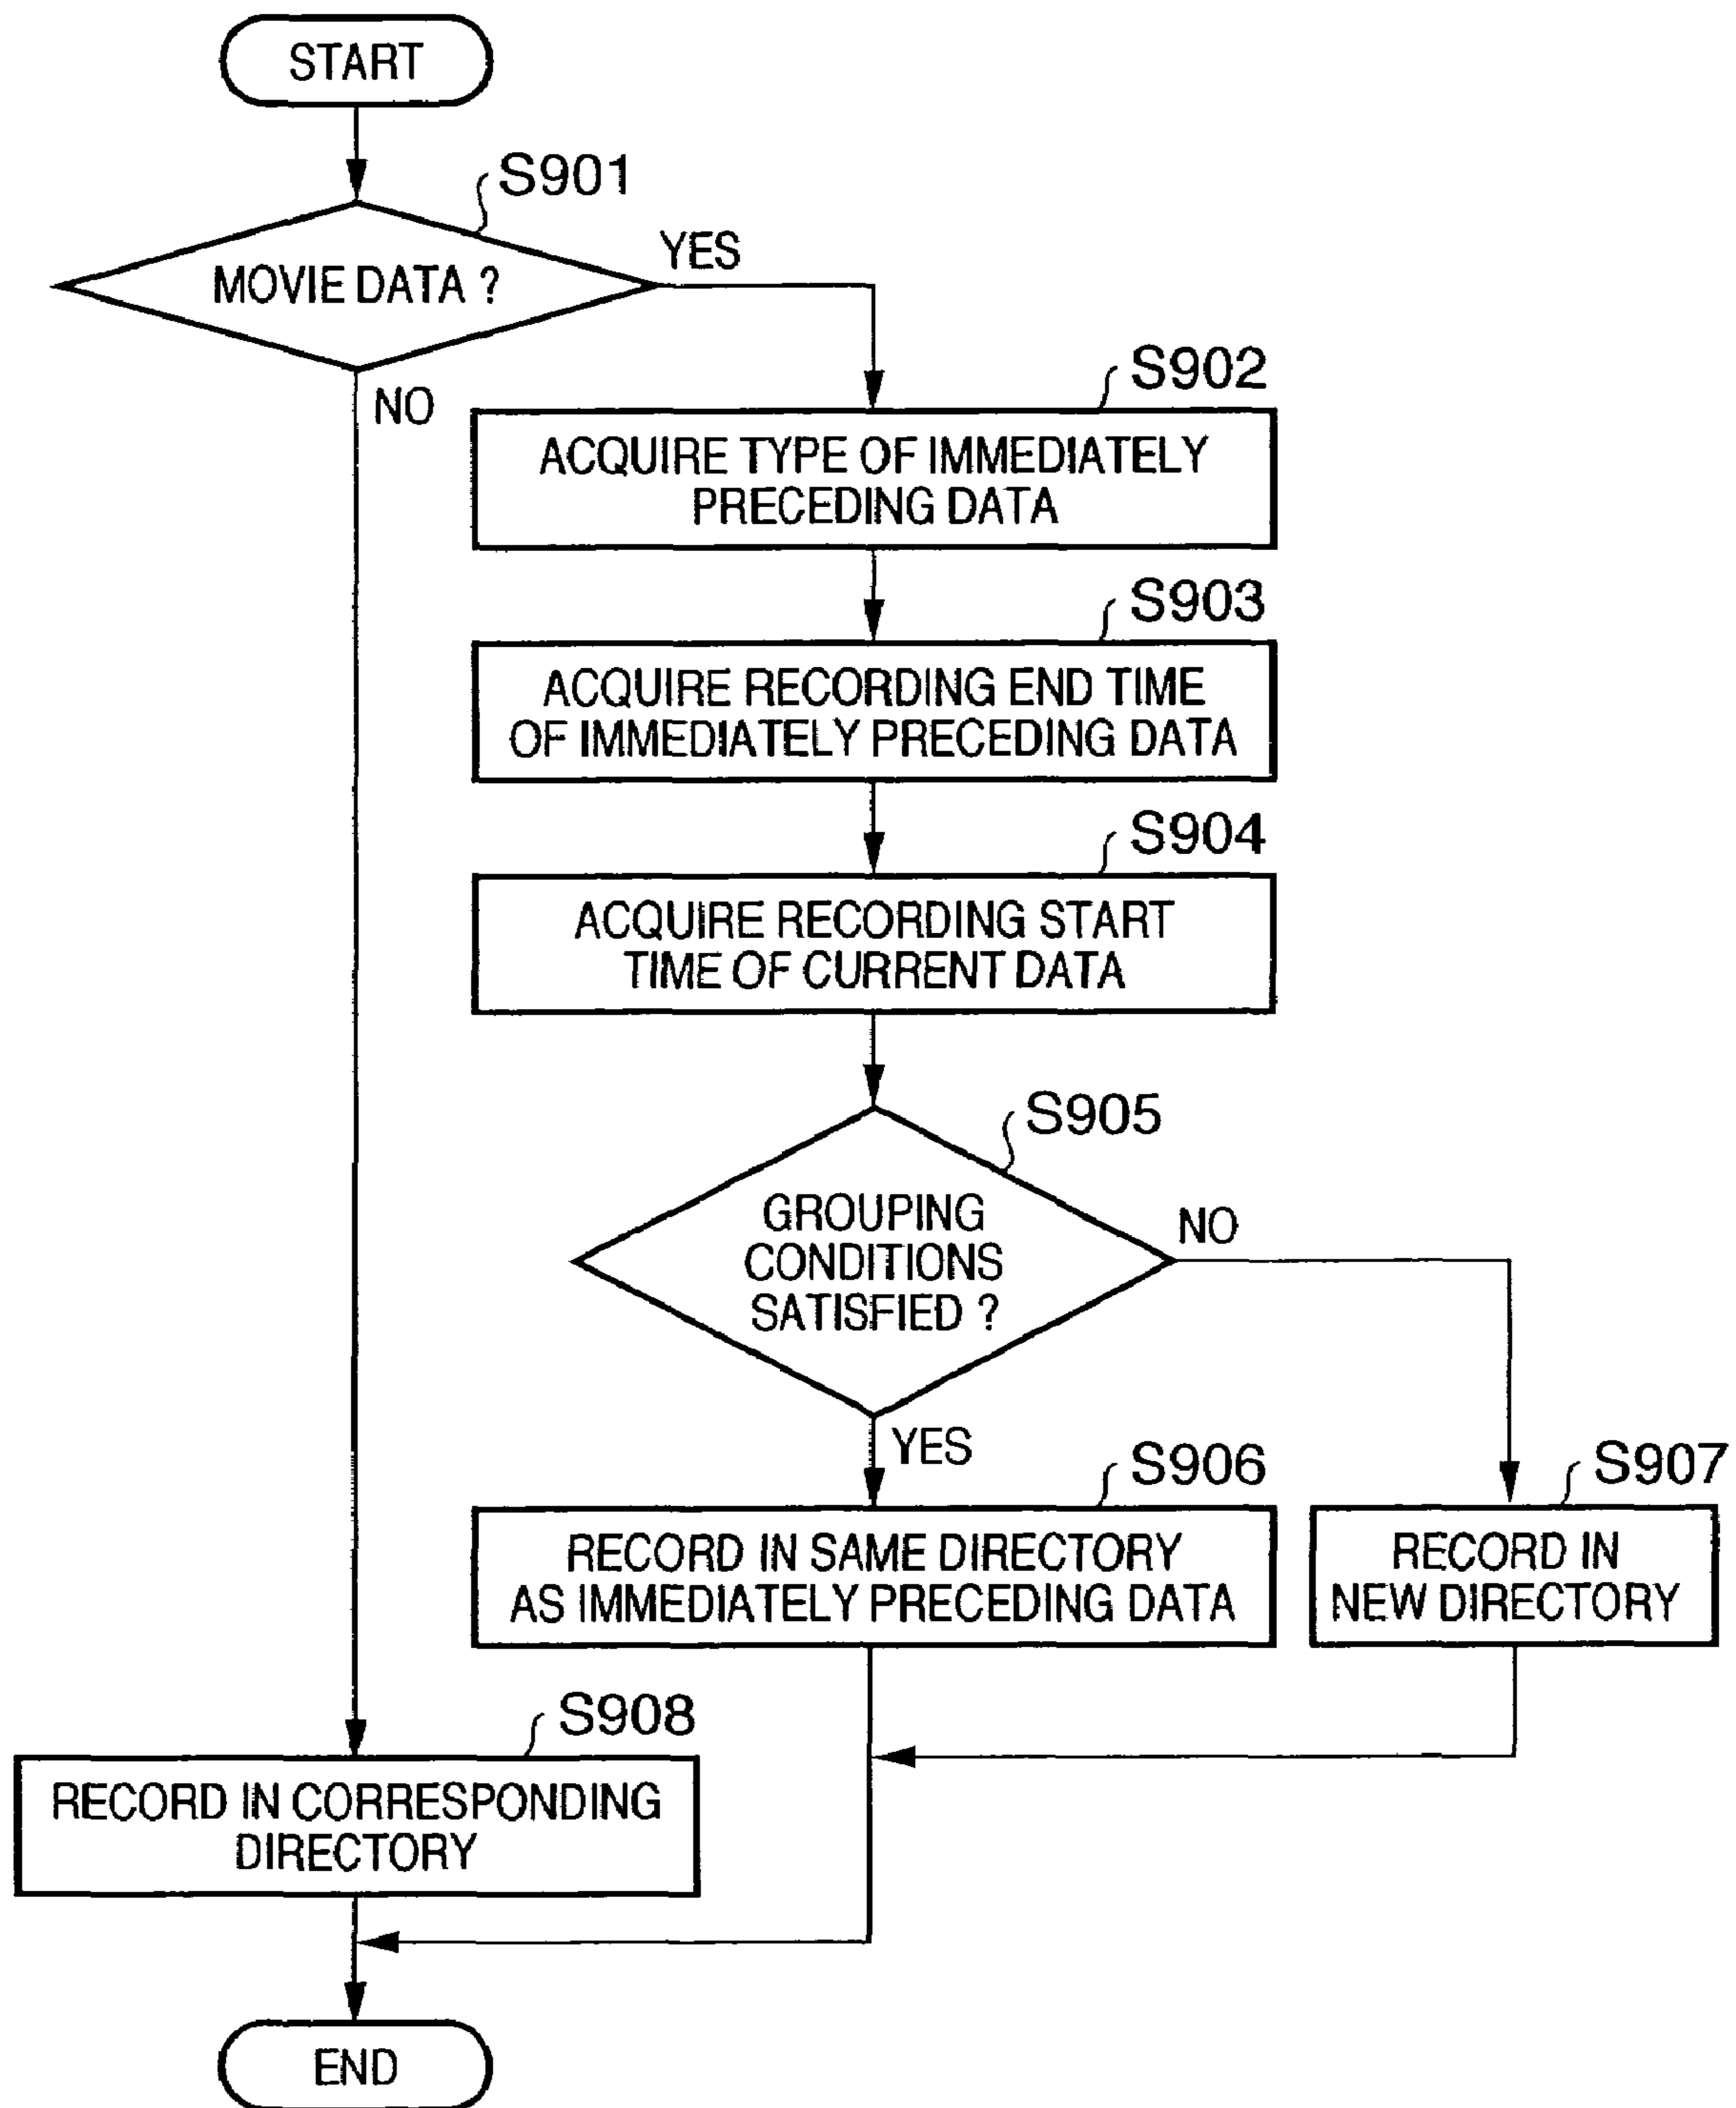 START
S901
MOVIE DATA ?
YES
NO
S902
ACQUIRE TYPE OF IMMEDIATELY
PRECEDING DATA
S903
ACQUIRE RECORDING END TIME
OF IMMEDIATELY PRECEDING DATA
S904
ACQUIRE RECORDING START
TIME OF CURRENT DATA
S905
GROUPING
CONDITIONS
SATISFIED ?
NO
YES
S906
RECORD IN SAME DIRECTORY
AS IMMEDIATELY PRECEDING DATA
S907
RECORD IN
NEW DIRECTORY
S908
RECORD IN CORRESPONDING
DIRECTORY
END